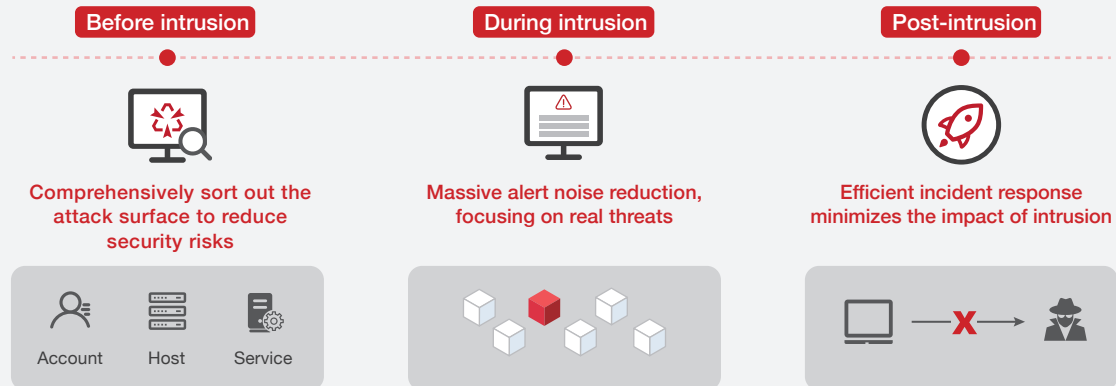 Before intrusion
During intrusion
Post-intrusion
Comprehensively sort out the
attack surface to reduce
security risks
Massive alert noise reduction,
focusing on real threats
Efficient incident response
minimizes the impact of intrusion
Account
Host
Service
X